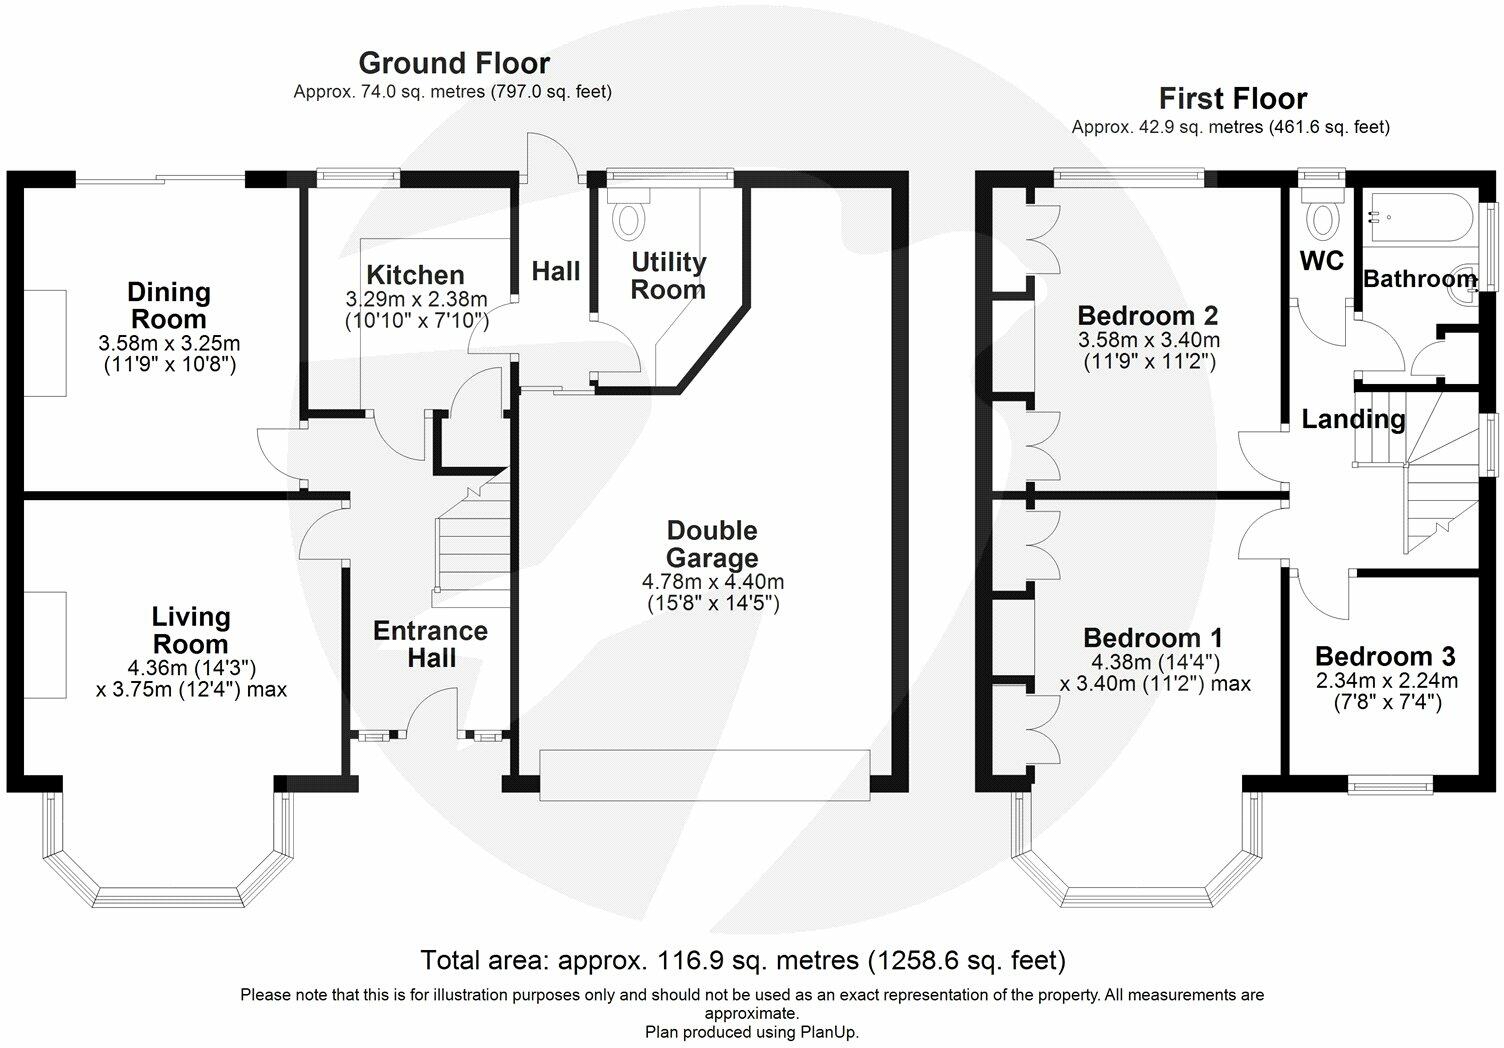 Ground Floor
Approx. 74.0 sq. metres (797.0 sq. feet)
Dining
Room
3.58m x 3.25m
(11'9" x 10'8")
Kitchen
3.29m x 2.38m
(10'10" x 7'10")
Hall
Utility
Room
Living
Room
4.36m (14'3")
x 3.75m (12'4") max
Entrance
Hall
Double
Garage
4.78m x 4.40m
(15'8" x 14'5")
First Floor
Approx. 42.9 sq. metres (461.6 sq. feet)
Bedroom 2
3.58m x 3.40m
(11'9" x 11'2")
WC
Bathroom
Landing
Bedroom 1
4.38m (14'4")
x 3.40m (11'2") max
Bedroom 3
2.34m x 2.24m
(7'8" x 7'4")
Total area: approx. 116.9 sq. metres (1258.6 sq. feet)
Please note that this is for illustration purposes only and should not be used as an exact representation of the property. All measurements are
approximate.
Plan produced using PlanUp.